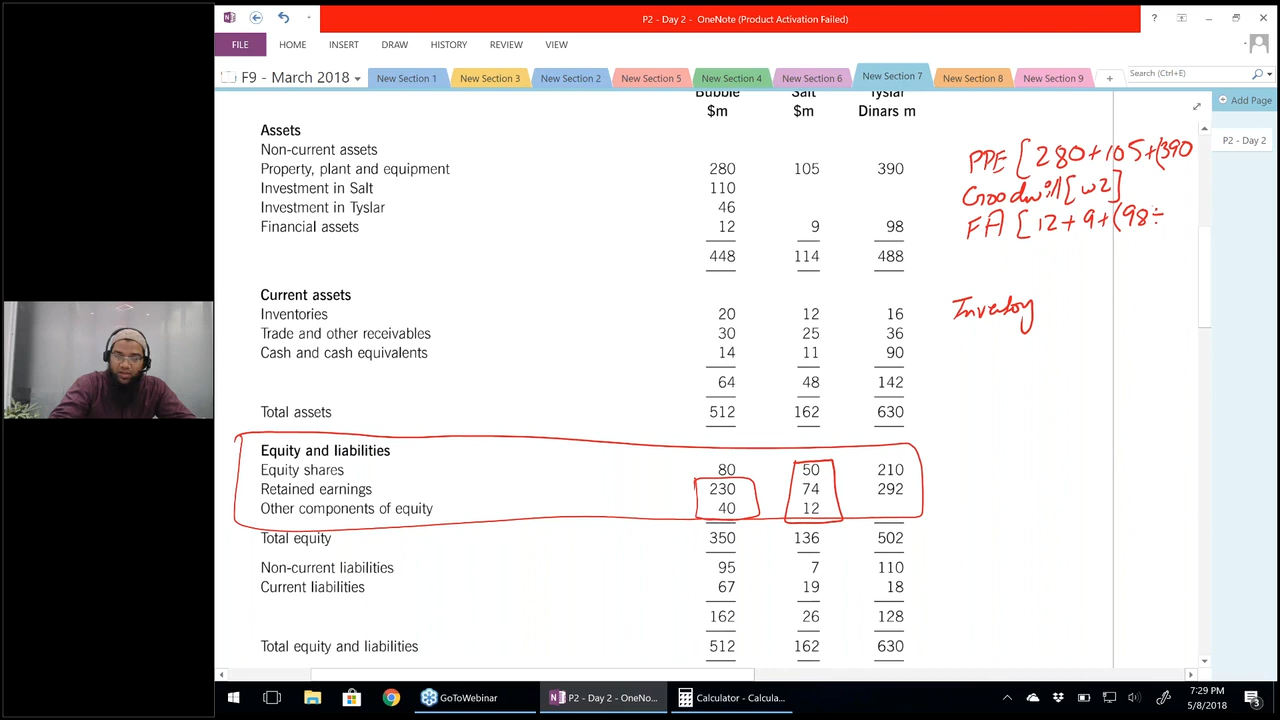 P2 - Day 2 - OneNote (Product Activation Failed)
FILE HOME INSERT DRAW HISTORY REVIEW VIEW
F9 - March 2018 New Section 1 New Section 3 New Section 2 New Section 5 New Section 4 New Section 6 New Section 7 New Section 8 New Section 9 Search (Ctrl+E)
Add Page
P2 - Day 2
Bubble Salt Tyslar
$m $m Dinars m
Assets
Non-current assets
Property, plant and equipment 280 105 390
Investment in Salt 110
Investment in Tyslar 46
Financial assets 12 9 98
448 114 488
Current assets
Inventories 20 12 16
Trade and other receivables 30 25 36
Cash and cash equivalents 14 11 90
64 48 142
Total assets 512 162 630
Equity and liabilities
Equity shares 80 50 210
Retained earnings 230 74 292
Other components of equity 40 12
Total equity 350 136 502
Non-current liabilities 95 7 110
Current liabilities 67 19 18
162 26 128
Total equity and liabilities 512 162 630
PPE [280+105+(390
Goodwill [w2]
FA [12+9+(98÷
Inventory
GoToWebinar P2 - Day 2 - OneNo... Calculator - Calcula... 7:29 PM
5/8/2018
3